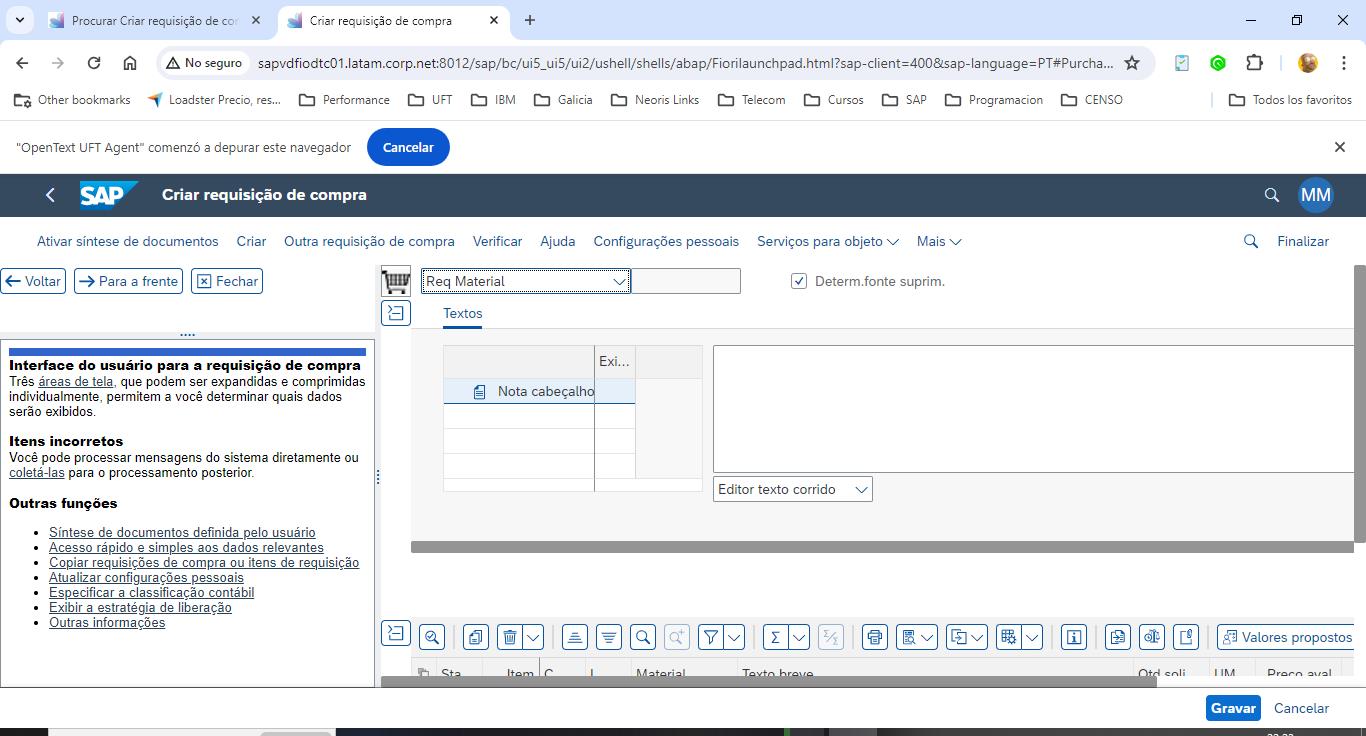 Procurar Criar requisição de cor
Criar requisição de compra
No seguro
sapvdfiodtc01.latam.corp.net:8012/sap/bc/ui5_ui5/ui2/ushell/shells/abap/Fiorilaunchpad.html?sap-client=400&sap-language=PT#Purcha...
Other bookmarks
Loadster Precio, res...
Performance
UFT
IBM
Galicia
Neoris Links
Telecom
Cursos
SAP
Programacion
CENSO
Todos los favoritos
"OpenText UFT Agent" comenzó a depurar este navegador
Cancelar
SAP
Criar requisição de compra
MM
Ativar síntese de documentos
Criar
Outra requisição de compra
Verificar
Ajuda
Configurações pessoais
Serviços para objeto
Mais
Finalizar
Voltar
Para a frente
Fechar
Req Material
Determ.fonte suprim.
Textos
Interface do usuário para a requisição de compra
Três áreas de tela, que podem ser expandidas e comprimidas
individualmente, permitem a você determinar quais dados
serão exibidos.
Itens incorretos
Você pode processar mensagens do sistema diretamente ou
coletá-las para o processamento posterior.
Outras funções
Síntese de documentos definida pelo usuário
Acesso rápido e simples aos dados relevantes
Copiar requisições de compra ou itens de requisição
Atualizar configurações pessoais
Especificar a classificação contábil
Exibir a estratégia de liberação
Outras informações
Exi...
Nota cabeçalho
Editor texto corrido
Valores propostos
Sta
Item
C
I
Material
Texto breve
Qtd soli
UM
Preço aval
Gravar
Cancelar